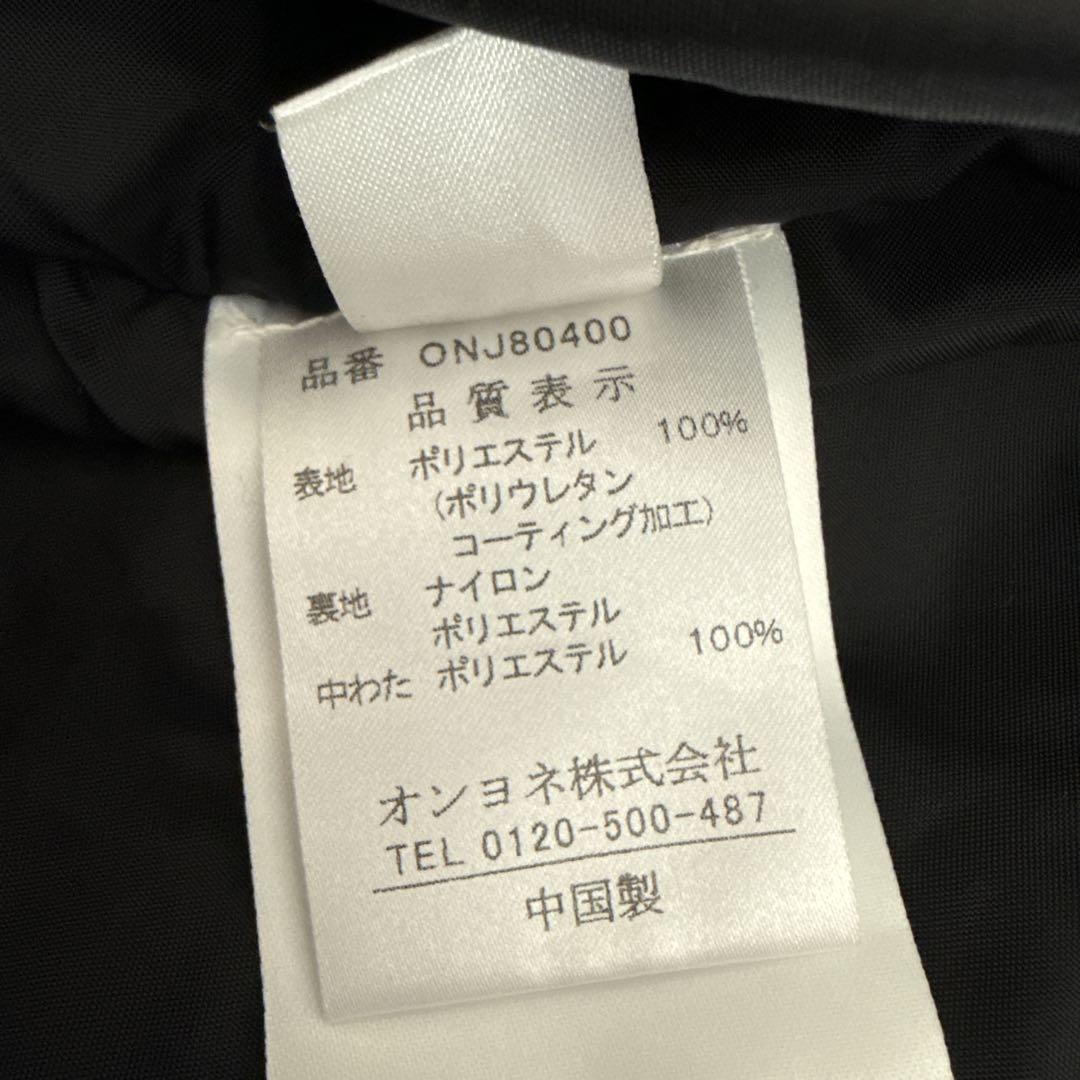 品番 ONJ80400
品質表示
表地 ポリエステル 100%
(ポリウレタン
コーティング加工)
裏地 ナイロン
ポリエステル
中わた ポリエステル 100%
オンヨネ株式会社
TEL 0120-500-487
中国製